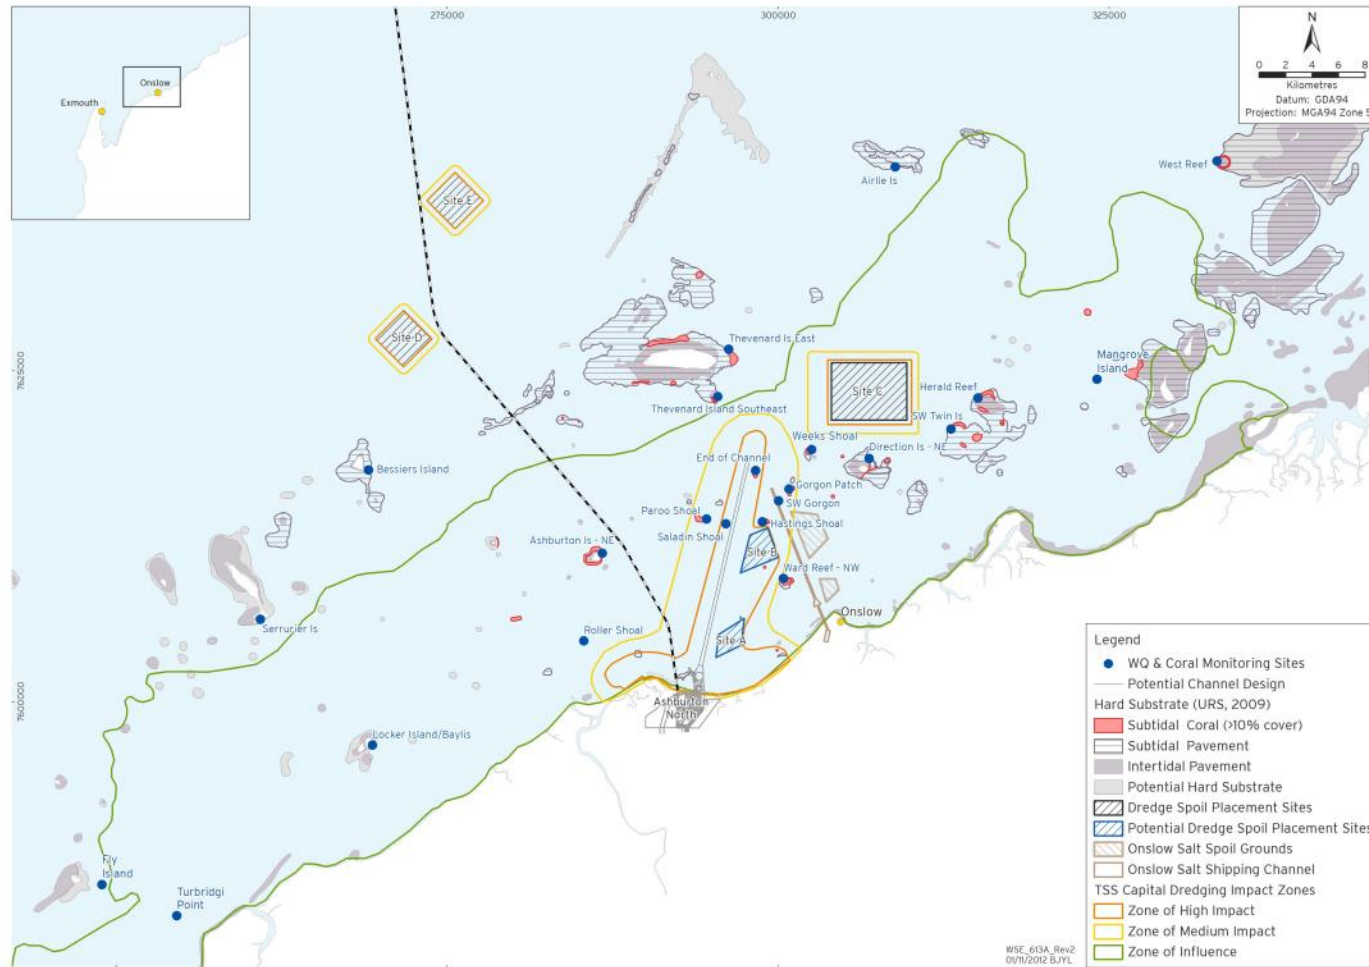 275000
300000
325000
N
0 2 4 6 8
Kilometres
Datum: GDA94
Projection: MGA94 Zone 5
Onslow
Exmouth
West Reef
Airlie Is
Site E
Site D
Thevenard Is East
7625000
Mangrove
Island
Site C
Herald Reef
Thevenard Island Southeast
SW Twin Is
Weeks Shoal
Direction Is - NE
End of Channel
Bessiers Island
Gorgon Patch
SW Gorgon
Paroo Shoal
Hastings Shoal
Saladin Shoal
Ashburton Is - NE
Site B
Ward Reef - NW
Onslow
Serrurier Is
Roller Shoal
Site A
7600000
Ashburton
North
Locker Island/Baylis
Fly
Island
Turbridgi
Point
Legend
WQ & Coral Monitoring Sites
Potential Channel Design
Hard Substrate (URS, 2009)
Subtidal Coral (>10% cover)
Subtidal Pavement
Intertidal Pavement
Potential Hard Substrate
Dredge Spoil Placement Sites
Potential Dredge Spoil Placement Sites
Onslow Salt Spoil Grounds
Onslow Salt Shipping Channel
TSS Capital Dredging Impact Zones
Zone of High Impact
Zone of Medium Impact
Zone of Influence
WSE_613A_Rev2
01/11/2012 BJYL